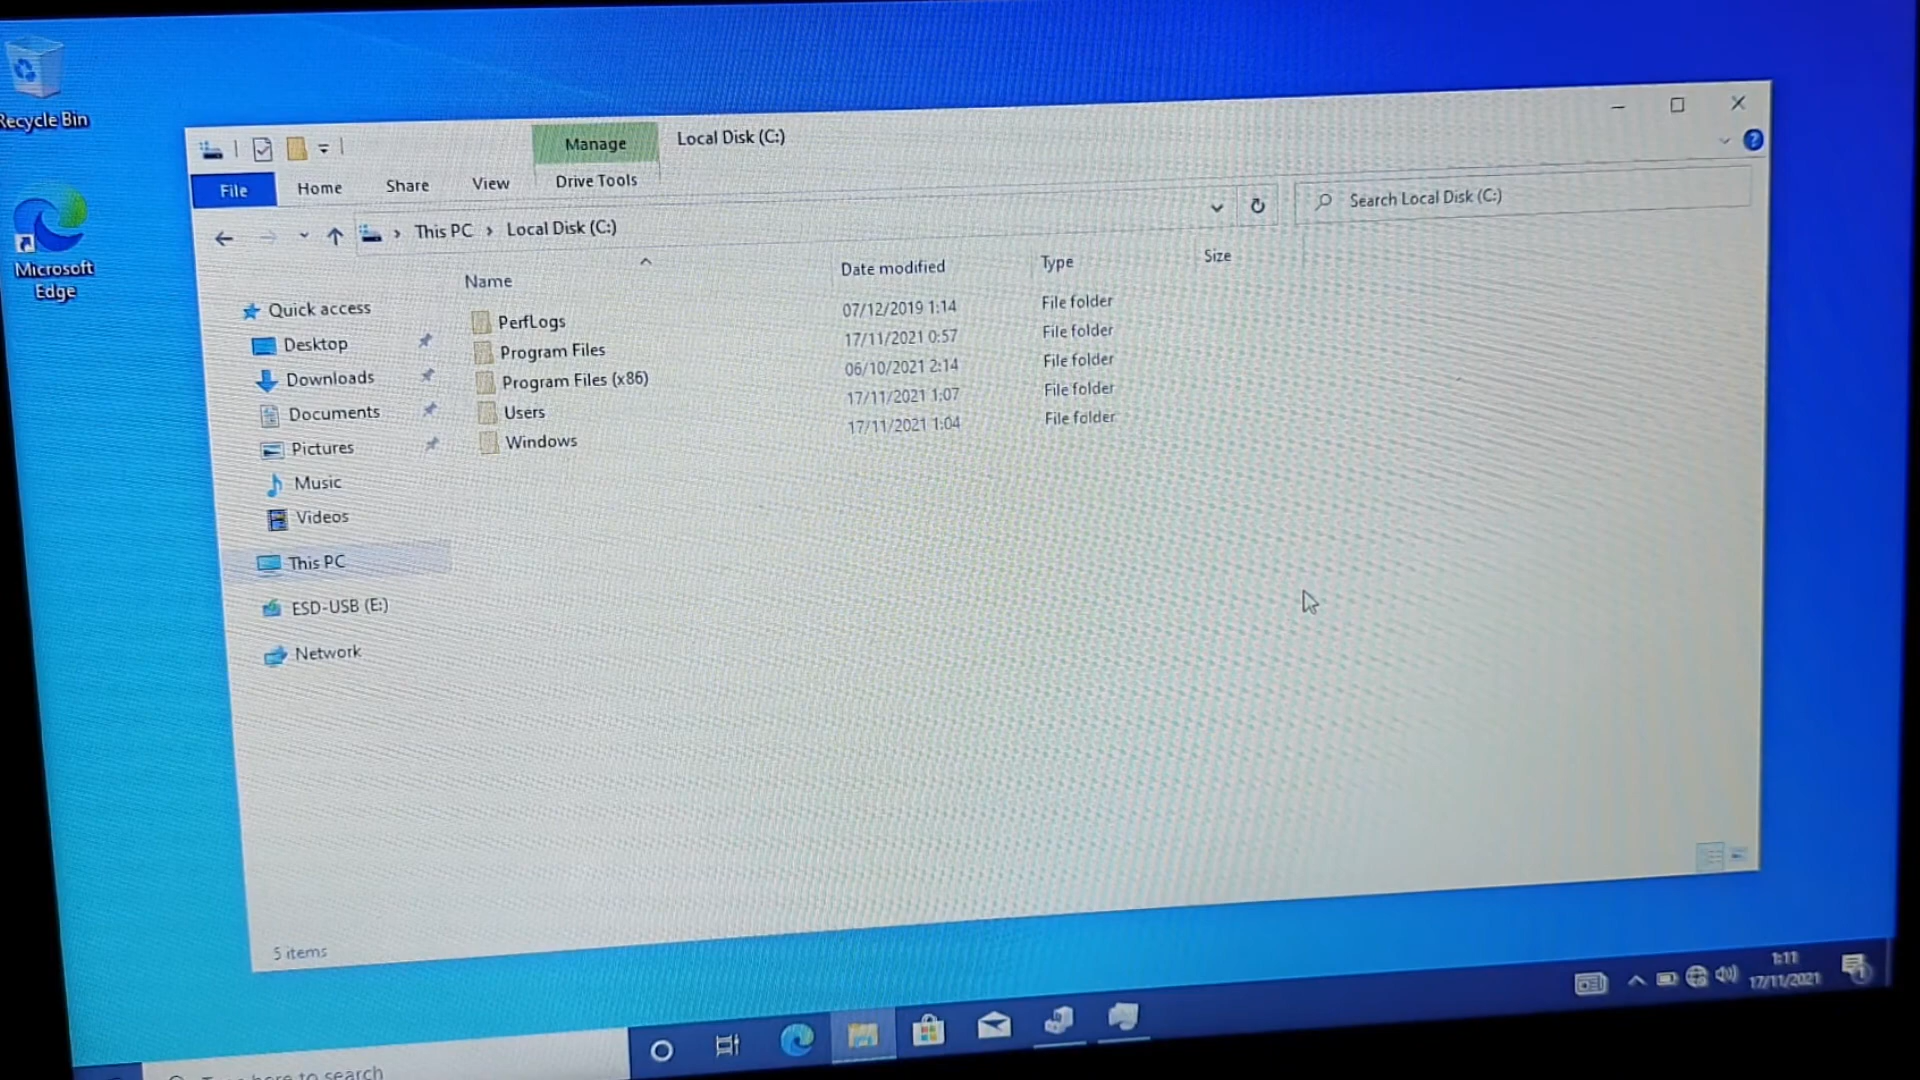 Recycle Bin
Microsoft
Edge
Manage
Local Disk (C:)
File
Home
Share
View
Drive Tools
This PC
Local Disk (C:)
Search Local Disk (C:)
Name
Date modified
Type
Size
PerfLogs
07/12/2019 1:14
File folder
Program Files
17/11/2021 0:57
File folder
Program Files (x86)
06/10/2021 2:14
File folder
Users
17/11/2021 1:07
File folder
Windows
17/11/2021 1:04
File folder
Quick access
Desktop
Downloads
Documents
Pictures
Music
Videos
This PC
ESD-USB (E:)
Network
5 items
1:11
17/11/2021
Type here to search